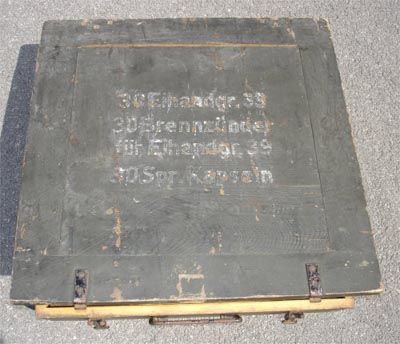 30 Eihandgr. 39
30 Brennzünder
für Eihandgr. 39
30 Spr. Kapseln